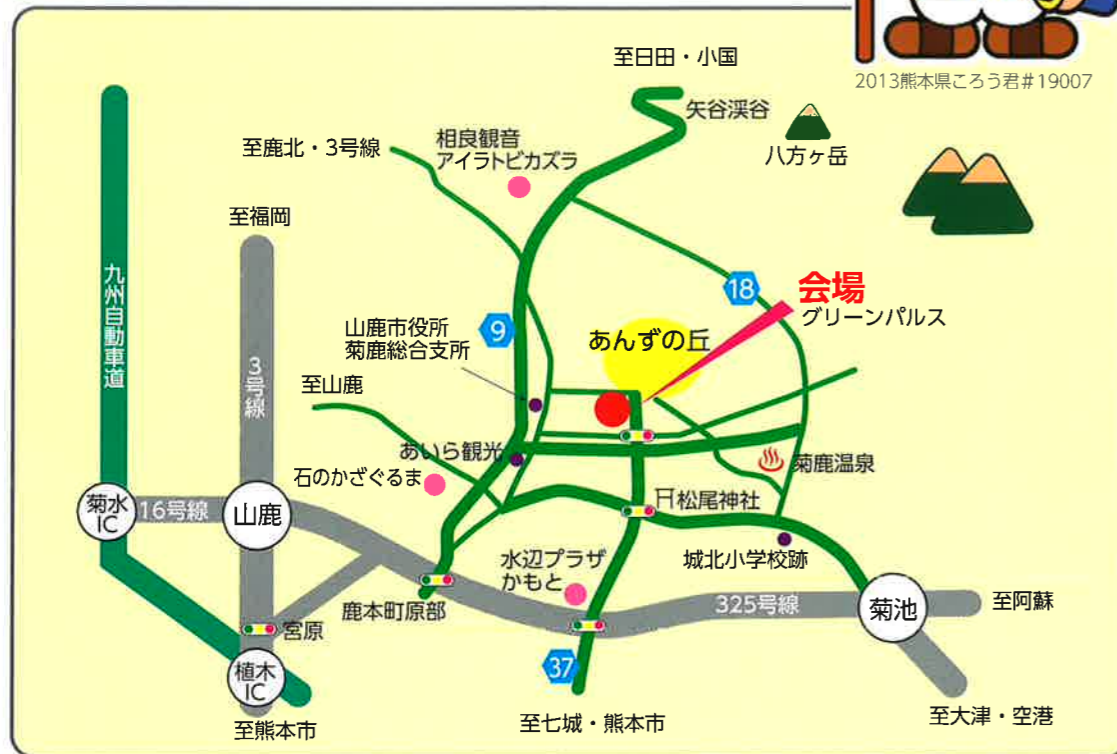 2013熊本県ころう君#19007
至日田・小国
矢谷渓谷
八方ヶ岳
相良観音
アイラトビカズラ
至鹿北・3号線
至福岡
九州自動車道
3号線
18
会場
グリーンパルス
9
山鹿市役所
菊鹿総合支所
あんずの丘
至山鹿
あいら観光
石のかざぐるま
菊鹿温泉
菊水
IC
16号線
山鹿
松尾神社
城北小学校跡
水辺プラザ
かもと
鹿本町原部
325号線
菊池
至阿蘇
宮原
植木
IC
37
至熊本市
至七城・熊本市
至大津・空港